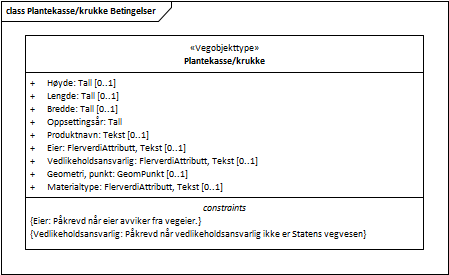 class Plantekasse/krukke Betingelser
«Vegobjekttype»
Plantekasse/krukke
+ Høyde: Tall [0..1]
+ Lengde: Tall [0..1]
+ Bredde: Tall [0..1]
+ Oppsettingsår: Tall
+ Produktnavn: Tekst [0..1]
+ Eier: FlerverdiAttributt, Tekst [0..1]
+ Vedlikeholdsansvarlig: FlerverdiAttributt, Tekst [0..1]
+ Geometri, punkt: GeomPunkt [0..1]
+ Materialtype: FlerverdiAttributt, Tekst [0..1]
constraints
{Eier: Påkrevd når eier avviker fra vegeier.}
{Vedlikeholdsansvarlig: Påkrevd når vedlikeholdsansvarlig ikke er Statens vegvesen}